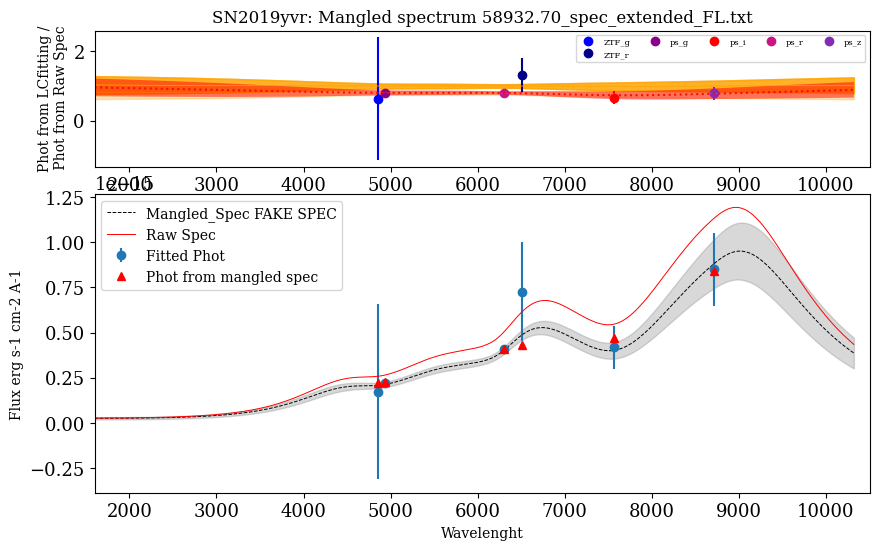 SN2019yvr: Mangled spectrum 58932.70_spec_extended_FL.txt
Phot from LCfitting /
Phot from Raw Spec
2
0
ZTF_g
ZTF_r
ps_g
ps_i
ps_r
ps_z
2000 3000 4000 5000 6000 7000 8000 9000 10000
1e−15
Flux erg s-1 cm-2 A-1
1.25
1.00
0.75
0.50
0.25
0.00
−0.25
Mangled_Spec FAKE SPEC
Raw Spec
Fitted Phot
Phot from mangled spec
2000 3000 4000 5000 6000 7000 8000 9000 10000
Wavelenght